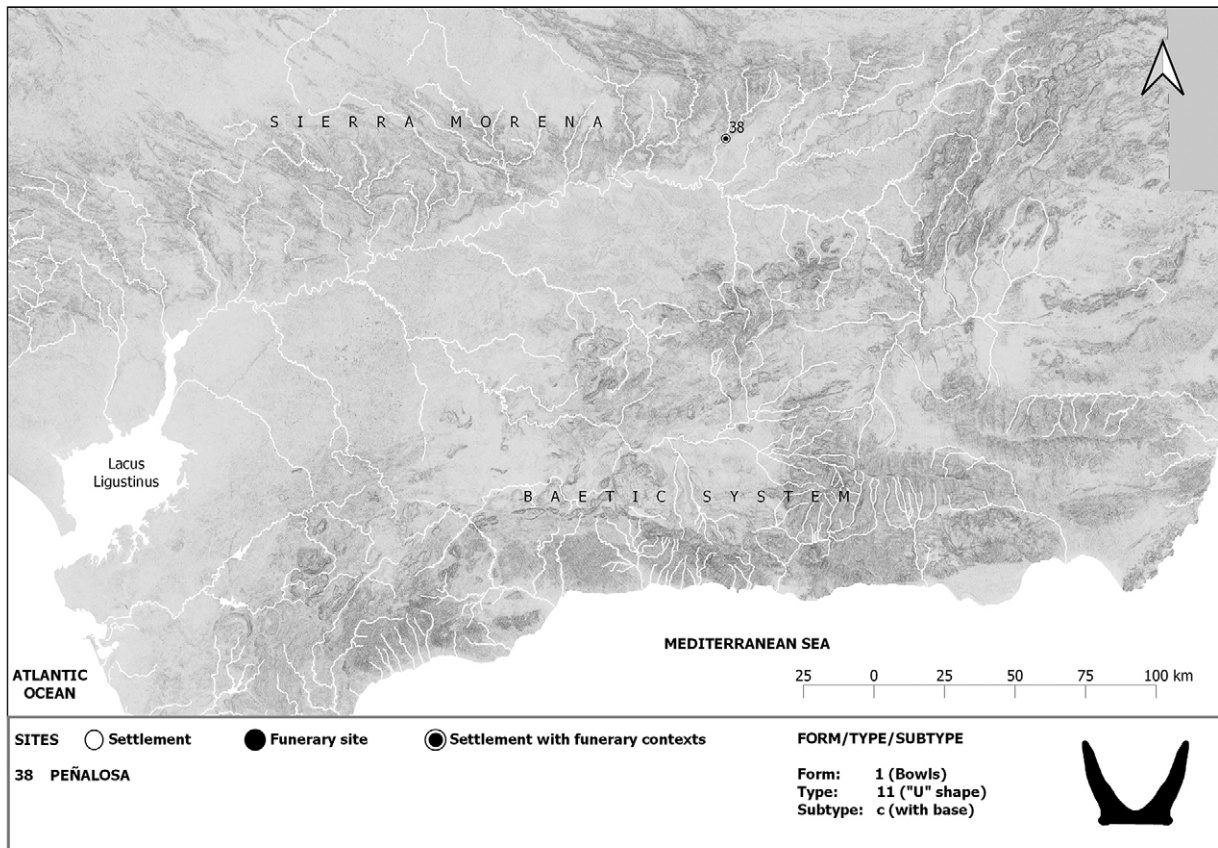 SIERRA MORENA
38
Lacus
Ligustinus
BAETIC SYSTEM
MEDITERRANEAN SEA
ATLANTIC
OCEAN
25 0 25 50 75 100 km
SITES Settlement Funerary site Settlement with funerary contexts
38 PEÑALOSA
FORM/TYPE/SUBTYPE
Form: 1 (Bowls)
Type: 11 ("U" shape)
Subtype: c (with base)